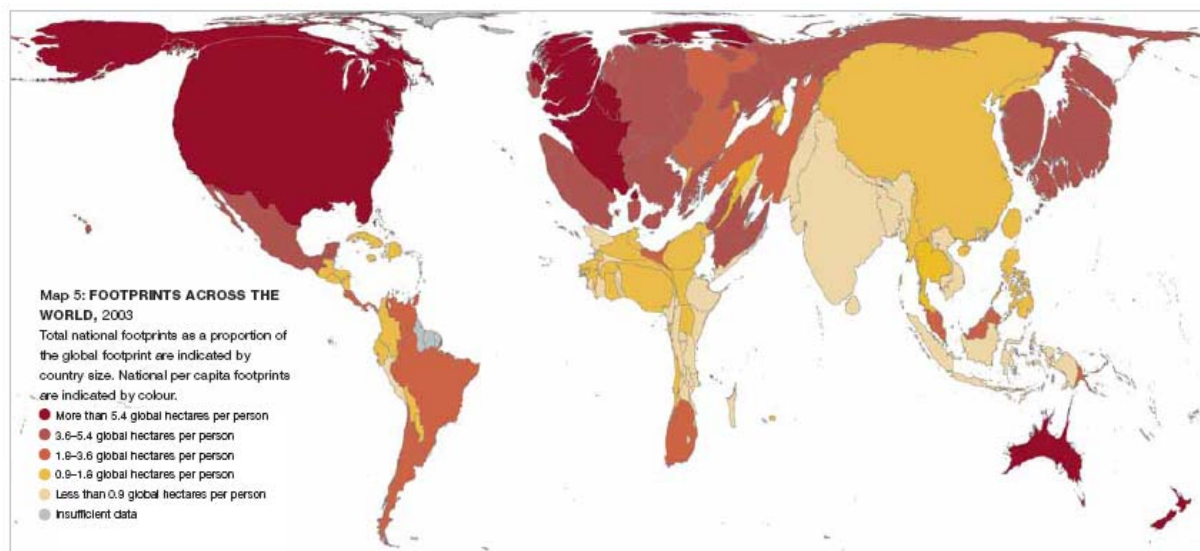 Map 5: FOOTPRINTS ACROSS THE
WORLD, 2003
Total national footprints as a proportion of
the global footprint are indicated by
country size. National per capita footprints
are indicated by colour.
More than 5.4 global hectares per person
3.6–5.4 global hectares per person
1.8–3.6 global hectares per person
0.9–1.8 global hectares per person
Less than 0.9 global hectares per person
Insufficient data